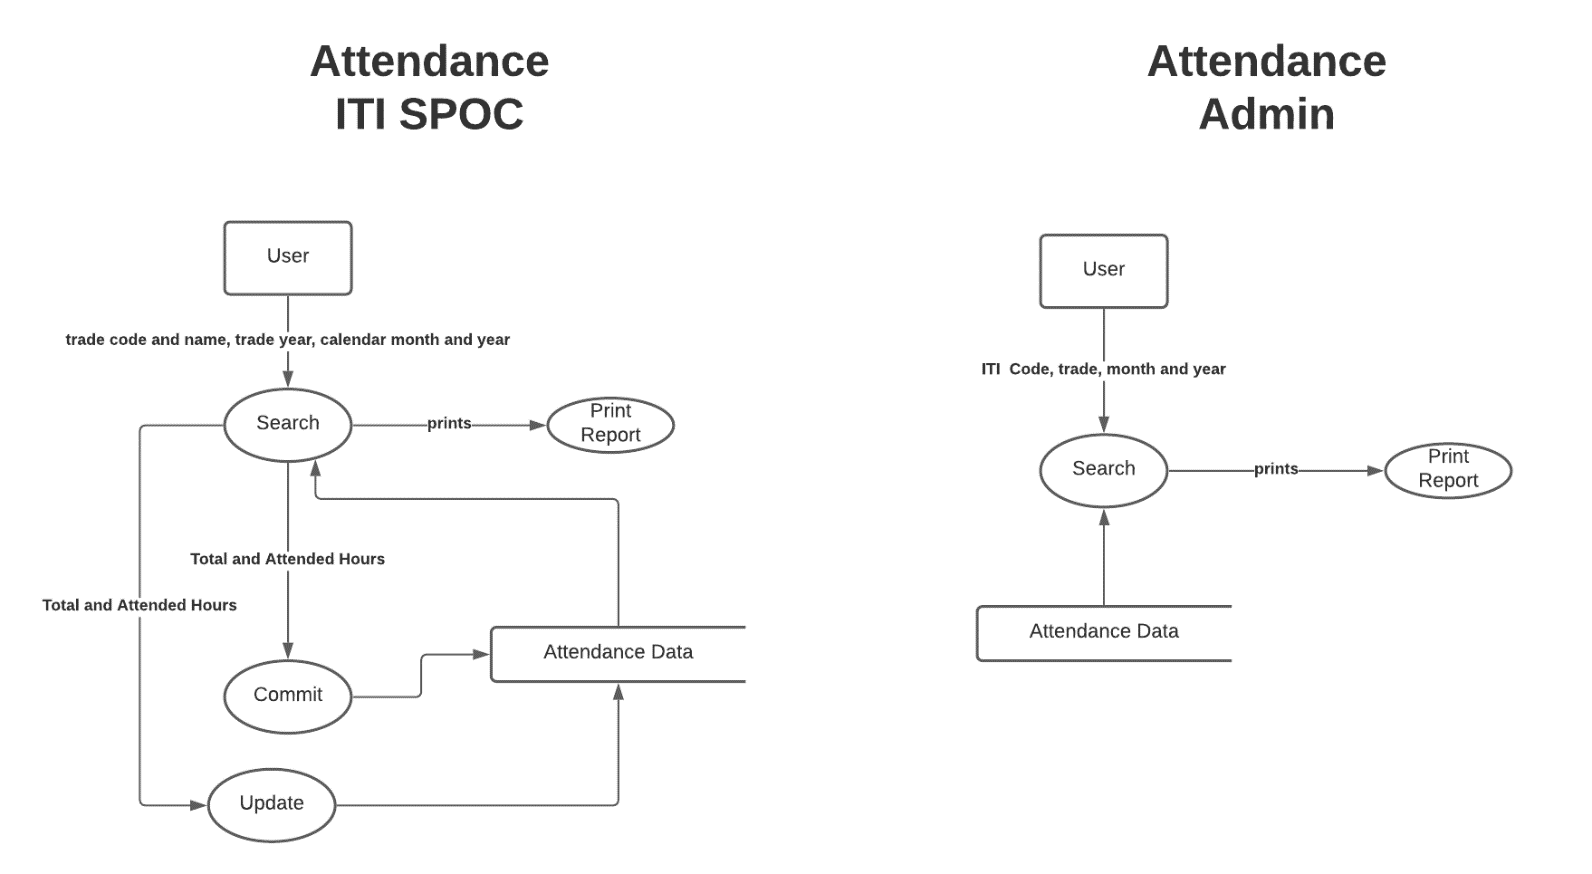 Attendance
ITI SPOC
User
trade code and name, trade year, calendar month and year
Search
prints
Print
Report
Total and Attended Hours
Total and Attended Hours
Attendance Data
Commit
Update
Attendance
Admin
User
ITI  Code, trade, month and year
Search
prints
Print
Report
Attendance Data